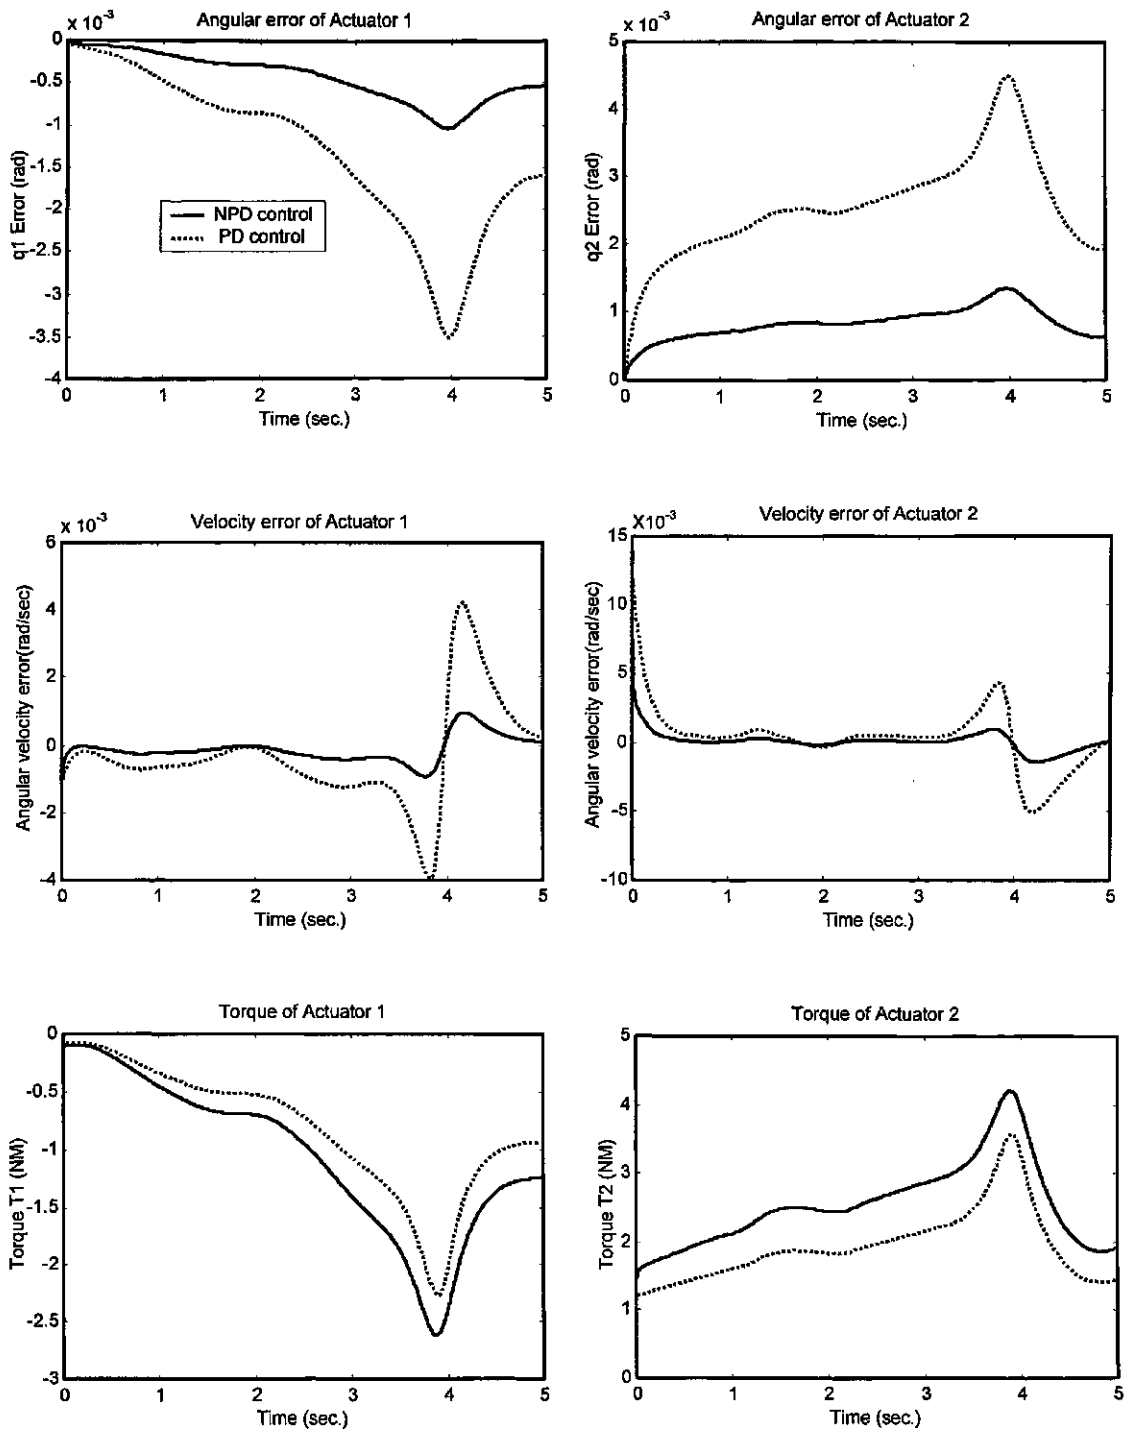 Angular error of Actuator 1
x 10-3
0
-0.5
-1
-1.5
-2
-2.5
-3
-3.5
-4
q1 Error (rad)
NPD control
PD control
0 1 2 3 4 5
Time (sec.)
Angular error of Actuator 2
x 10-3
5
4
3
2
1
0
q2 Error (rad)
0 1 2 3 4 5
Time (sec.)
Velocity error of Actuator 1
x 10-3
6
4
2
0
-2
-4
Angular velocity error(rad/sec)
0 1 2 3 4 5
Time (sec.)
Velocity error of Actuator 2
X10-3
15
10
5
0
-5
-10
Angular velocity error(rad/sec)
0 1 2 3 4 5
Time (sec.)
Torque of Actuator 1
0
-0.5
-1
-1.5
-2
-2.5
-3
Torque T1 (NM)
0 1 2 3 4 5
Time (sec.)
Torque of Actuator 2
5
4
3
2
1
0
Torque T2 (NM)
0 1 2 3 4 5
Time (sec.)